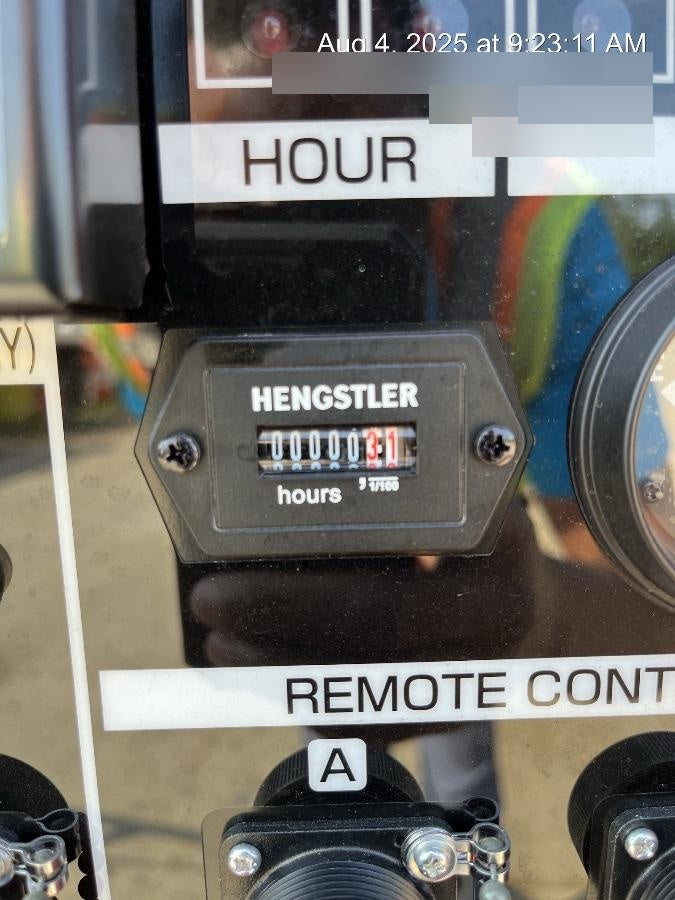 Aug 4, 2025 at 9:23:11 AM
HOUR
Y)
HENGSTLER
0000031
hours , 1/100
REMOTE CONT
A
E